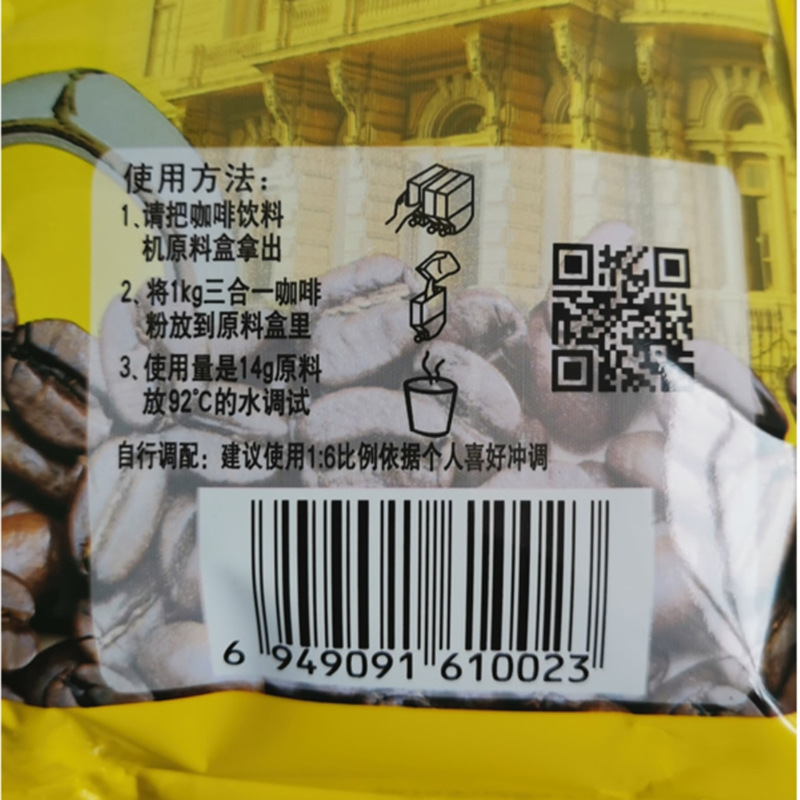 使用方法：
1、请把咖啡饮料
机原料盒拿出
2、将1kg三合一咖啡
粉放到原料盒里
3、使用量是14g原料
放92℃的水调试
自行调配：建议使用1:6比例依据个人喜好冲调
6 949091 610023